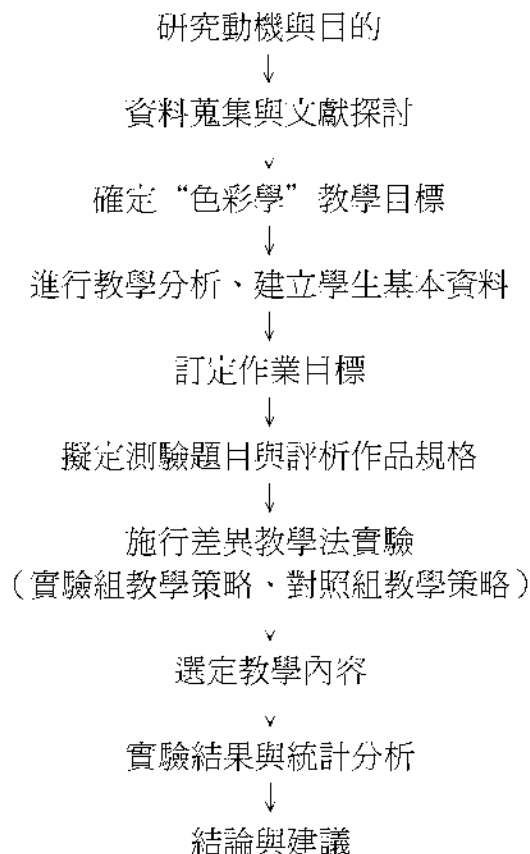 研究動機與目的
↓
資料蒐集與文獻探討
↓
確定“色彩學”教學目標
↓
進行教學分析、建立學生基本資料
↓
訂定作業目標
↓
擬定測驗題目與評析作品規格
↓
施行差異教學法實驗
（實驗組教學策略、對照組教學策略）
↓
選定教學內容
↓
實驗結果與統計分析
↓
結論與建議